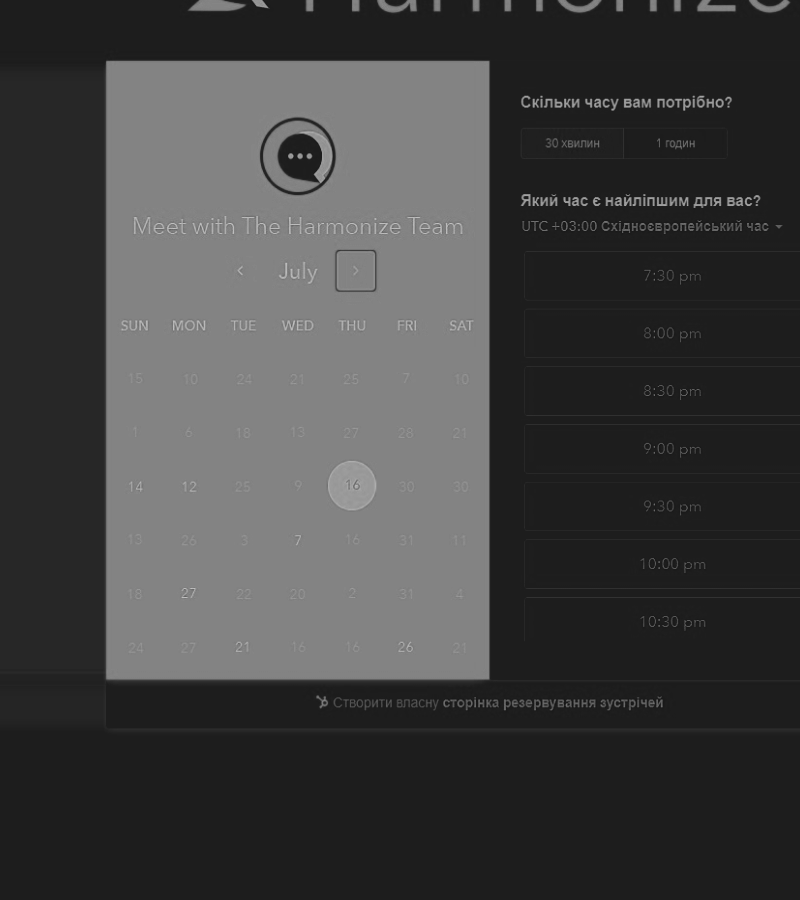 Harmonize
Meet with The Harmonize Team
July
SUN MON TUE WED THU FRI SAT
15 10 24 21 25 7 10
1 6 18 13 27 28 21
14 12 25 9 16 30 30
13 26 3 7 16 31 11
18 27 22 20 2 31 4
24 27 21 16 16 26 21
Скільки часу вам потрібно?
30 хвилин 1 годин
Який час є найліпшим для вас?
UTC +03:00 Східноєвропейський час
7:30 pm
8:00 pm
8:30 pm
9:00 pm
9:30 pm
10:00 pm
10:30 pm
Створити власну сторінка резервування зустрічей